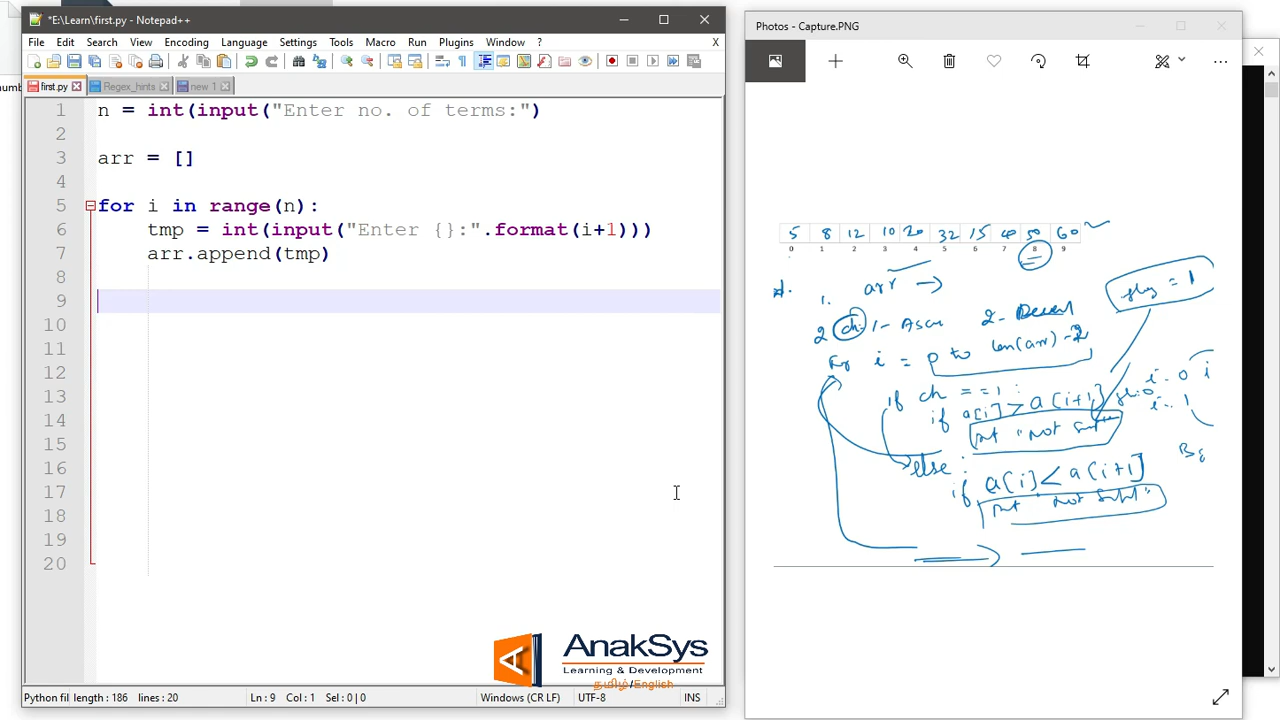 *E:\Learn\first.py - Notepad++
File Edit Search View Encoding Language Settings Tools Macro Run Plugins Window ? X
first.py Regex_hints new 1
1 n = int(input("Enter no. of terms:")
2
3 arr = []
4
5 for i in range(n):
6 tmp = int(input("Enter {}:".format(i+1)))
7 arr.append(tmp)
8
9
10
11
12
13
14
15
16
17
18
19
20
AnakSys
Learning & Development
தமிழ்/English
Python fil length : 186 lines : 20 Ln : 9 Col : 1 Sel : 0 | 0 Windows (CR LF) UTF-8 INS
Photos - Capture.PNG
5 8 12 10 20 32 15 40 50 60
0 1 2 3 4 5 6 7 8 9
1. arr
flag = 1
2 ch: 1- 2-
For i = 0 to len(arr)-2
i - 0 i
if ch == 1 :
i - 1
if a[i] > a[i+1]
"not
else :
if a[i] < a[i+1]
"not